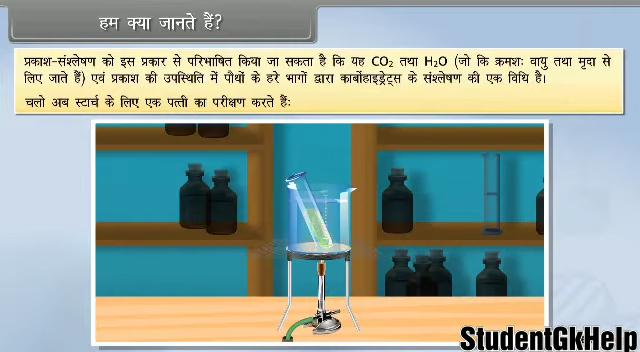 हम क्या जानते हैं?
प्रकाश-संश्लेषण को इस प्रकार से परिभाषित किया जा सकता है कि यह CO₂ तथा H₂O (जो कि क्रमशः वायु तथा मृदा से
लिए जाते हैं) एवं प्रकाश की उपस्थिति में पौधों के हरे भागों द्वारा कार्बोहाइड्रेट्स के संश्लेषण की एक विधि है।
चलो अब स्टार्च के लिए एक पत्ती का परीक्षण करते हैंः
StudentGkHelp